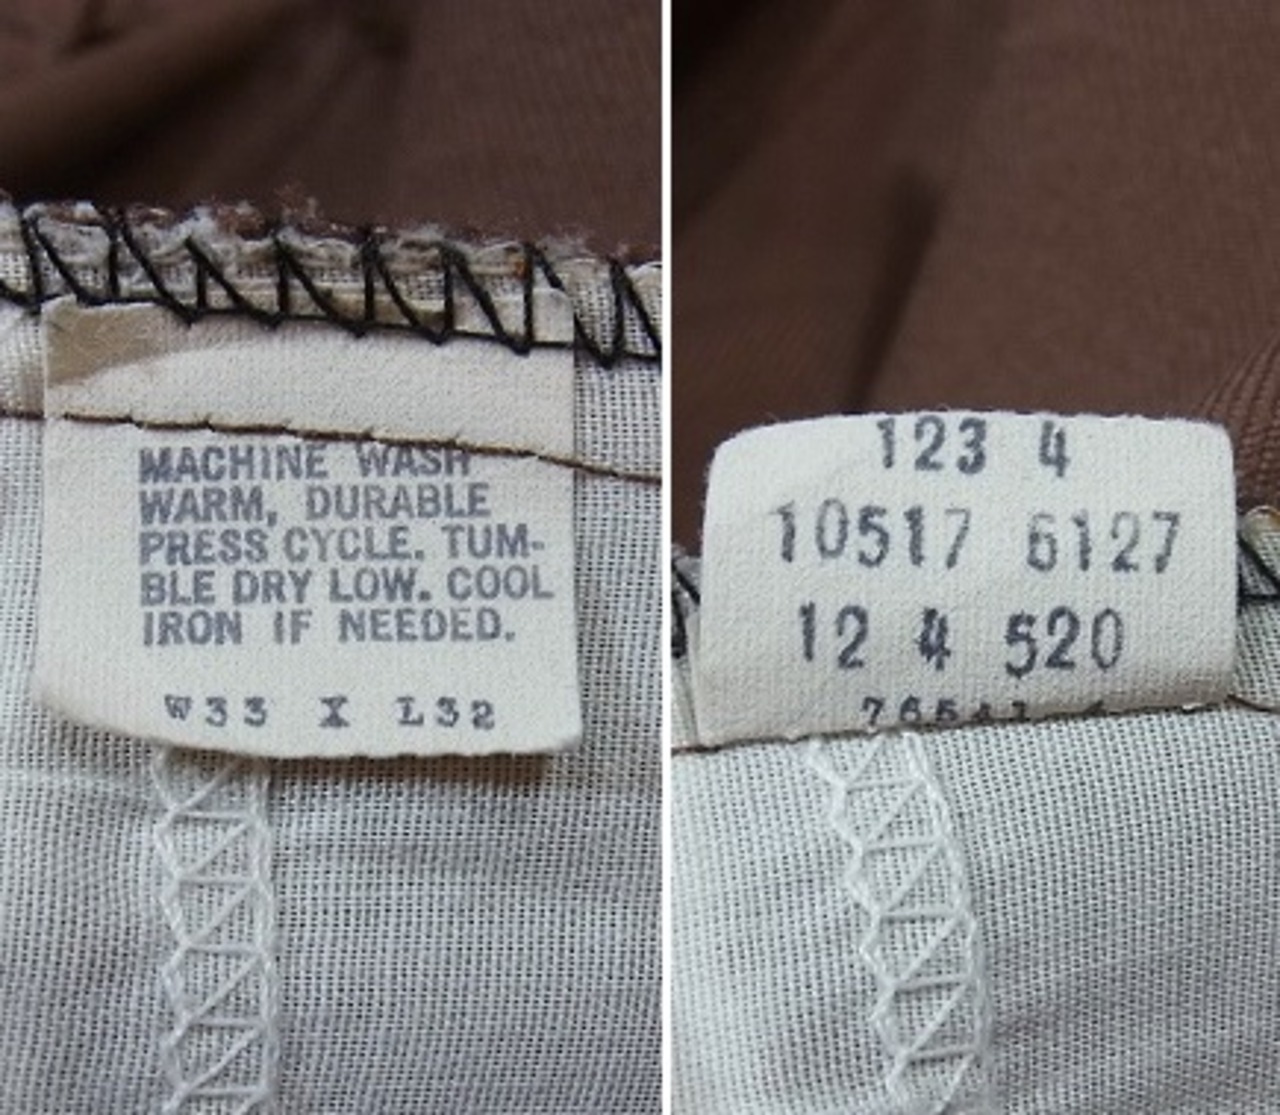 MACHINE WASH
WARM, DURABLE
PRESS CYCLE. TUM-
BLE DRY LOW. COOL
IRON IF NEEDED.
W33 X L32
123 4
10517 6127
12 4 520